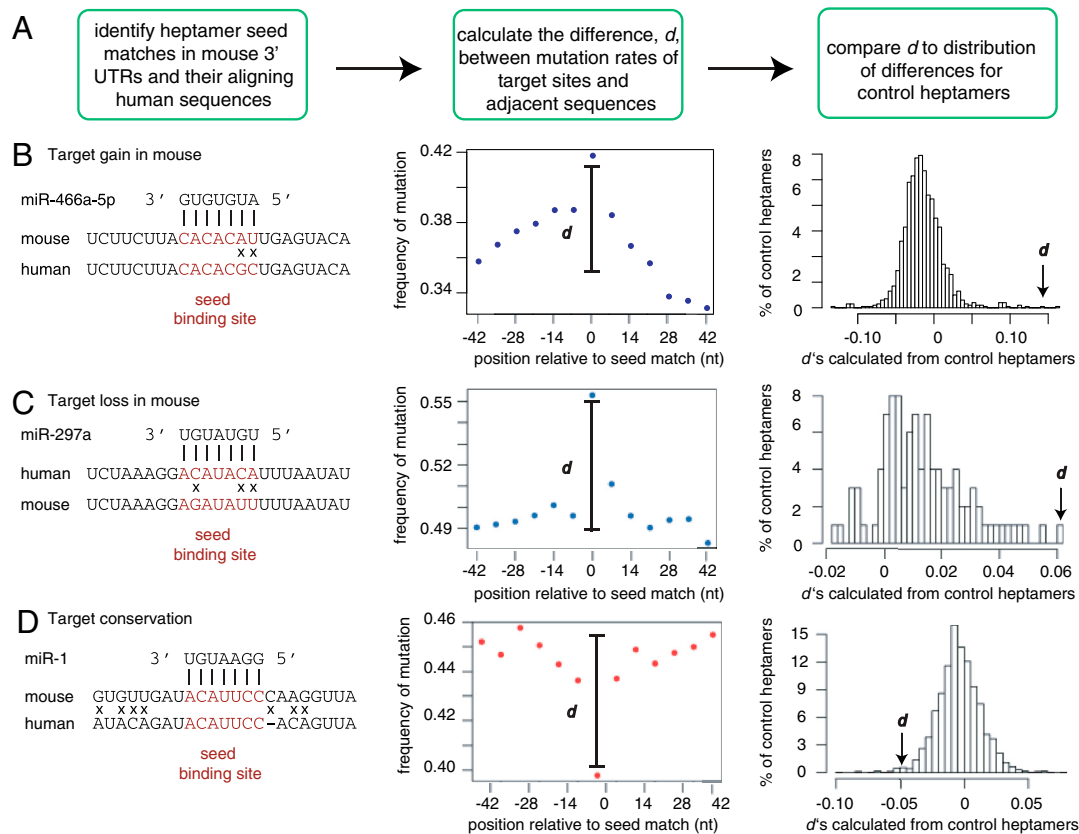 A
identify heptamer seed
matches in mouse 3'
UTRs and their aligning
human sequences
calculate the difference, d,
between mutation rates of
target sites and
adjacent sequences
compare d to distribution
of differences for
control heptamers
B Target gain in mouse
miR-466a-5p 3' GUGUGUA 5'
mouse UCUUCUUACACACAUUGAGUACA
x x
human UCUUCUUACACACGCUGAGUACA
seed
binding site
frequency of mutation
0.42
0.38
0.34
d
-42 -28 -14 0 14 28 42
position relative to seed match (nt)
% of control heptamers
8
6
4
2
0
d
-0.10 0 0.10
d's calculated from control heptamers
C Target loss in mouse
miR-297a 3' UGUAUGU 5'
human UCUAAAGGACAUACAUUUAAUAU
x x x
mouse UCUAAAGGAGAUAUUUUUAAUAU
seed
binding site
frequency of mutation
0.55
0.52
0.49
d
-42 -28 -14 0 14 28 42
position relative to seed match (nt)
% of control heptamers
8
6
4
2
0
d
-0.02 0 0.02 0.04 0.06
d's calculated from control heptamers
D Target conservation
miR-1 3' UGUAAGG 5'
mouse GUGUUGAUACAUUCCCAAGGUUA
x x x x x x x
human AUACAGAUACAUUCC-ACAGUUA
seed
binding site
frequency of mutation
0.46
0.44
0.42
0.40
d
-42 -28 -14 0 14 28 42
position relative to seed match (nt)
% of control heptamers
15
12
9
6
3
0
d
-0.10 -0.05 0 0.05
d's calculated from control heptamers